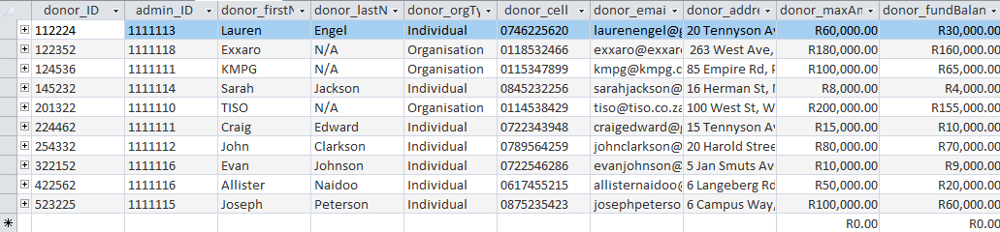 donor_ID admin_ID donor_firstN donor_lastN donor_orgTy donor_cell donor_emai donor_addre donor_maxAn donor_fundBalan
112224 1111113 Lauren Engel Individual 0746225620 laurenengel@g 20 Tennyson Av R60,000.00 R30,000.00
122352 1111118 Exxaro N/A Organisation 0118532466 exxaro@exxaro 263 West Ave, R180,000.00 R160,000.00
124536 1111111 KMPG N/A Organisation 0115347899 kmpg@kmpg.c 85 Empire Rd, P R100,000.00 R65,000.00
145232 1111114 Sarah Jackson Individual 0845232256 sarahjackson@ 16 Herman St, N R8,000.00 R4,000.00
201322 1111110 TISO N/A Organisation 0114538429 tiso@tiso.co.za 100 West St, W R200,000.00 R155,000.00
224462 1111111 Craig Edward Individual 0722343948 craigedward@ 15 Tennyson Av R15,000.00 R10,000.00
254332 1111112 John Clarkson Individual 0789564259 johnclarkson@ 20 Harold Stree R80,000.00 R70,000.00
322152 1111116 Evan Johnson Individual 0722546286 evanjohnson@ 5 Jan Smuts Av R10,000.00 R9,000.00
422562 1111116 Allister Naidoo Individual 0617455215 allisternaidoo@ 6 Langeberg Rd R50,000.00 R20,000.00
523225 1111115 Joseph Peterson Individual 0875235423 josephpeterso 6 Campus Way, R100,000.00 R60,000.00
R0.00 R0.00